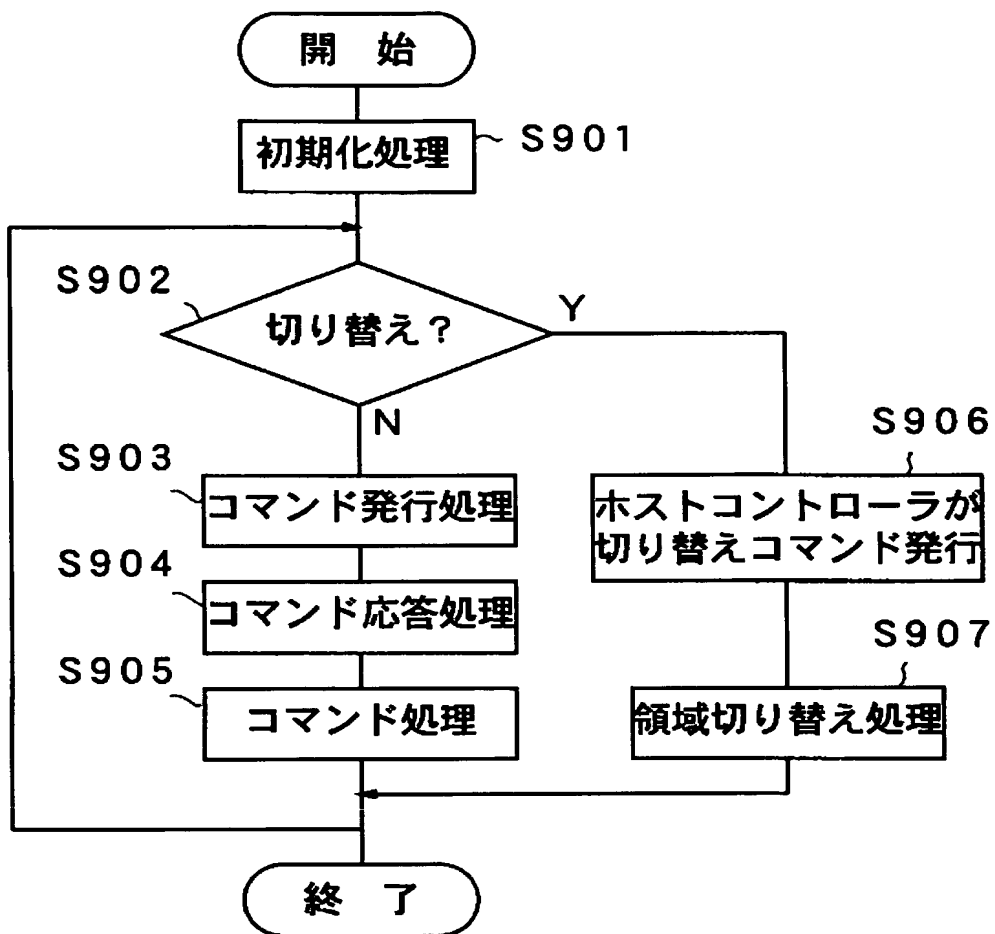 開 始
初期化処理
S901
S902
切り替え?
Y
N
S903
コマンド発行処理
S906
ホストコントローラが
切り替えコマンド発行
S904
コマンド応答処理
S905
コマンド処理
S907
領域切り替え処理
終 了